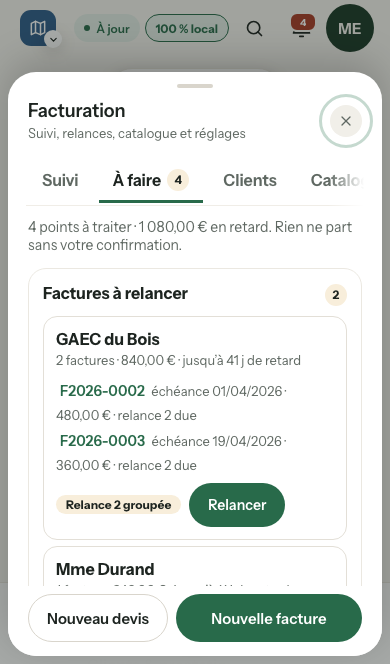 À jour
100 % local
4
ME
Facturation
Suivi, relances, catalogue et réglages
Suivi
À faire 4
Clients
4 points à traiter · 1 080,00 € en retard. Rien ne part
sans votre confirmation.
Factures à relancer
2
GAEC du Bois
2 factures · 840,00 € · jusqu'à 41 j de retard
F2026-0002 échéance 01/04/2026 ·
480,00 € · relance 2 due
F2026-0003 échéance 19/04/2026 ·
360,00 € · relance 2 due
Relance 2 groupée
Relancer
Mme Durand
Nouveau devis
Nouvelle facture